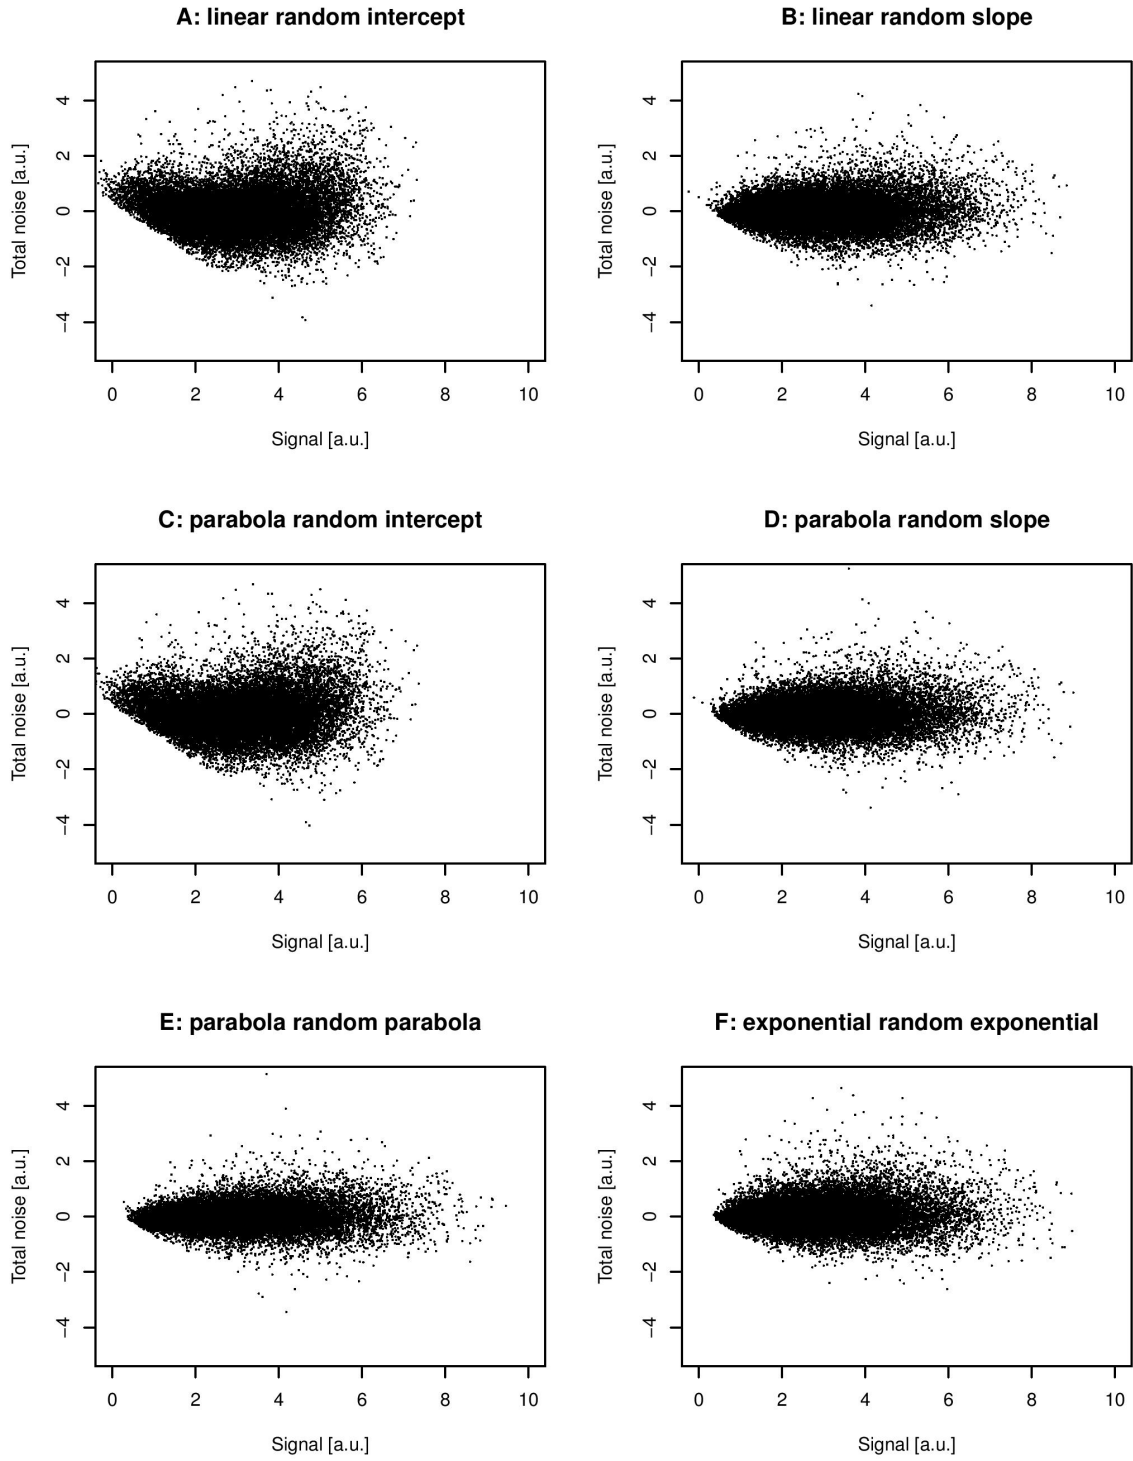 A: linear random intercept
B: linear random slope
Total noise [a.u.]
4
2
0
−2
−4
0 2 4 6 8 10
Signal [a.u.]
Total noise [a.u.]
4
2
0
−2
−4
0 2 4 6 8 10
Signal [a.u.]
C: parabola random intercept
D: parabola random slope
Total noise [a.u.]
4
2
0
−2
−4
0 2 4 6 8 10
Signal [a.u.]
Total noise [a.u.]
4
2
0
−2
−4
0 2 4 6 8 10
Signal [a.u.]
E: parabola random parabola
F: exponential random exponential
Total noise [a.u.]
4
2
0
−2
−4
0 2 4 6 8 10
Signal [a.u.]
Total noise [a.u.]
4
2
0
−2
−4
0 2 4 6 8 10
Signal [a.u.]